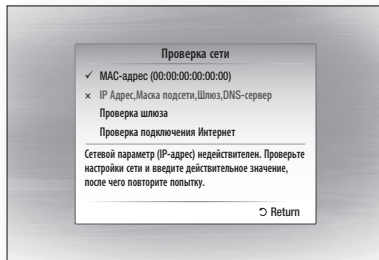 Проверка сети
✓ MAC-адрес (00:00:00:00:00:00)
× IP Адрес,Маска подсети,Шлюз,DNS-сервер
Проверка шлюза
Проверка подключения Интернет
Сетевой параметр (IP-адрес) недействителен. Проверьте
настройки сети и введите действительное значение,
после чего повторите попытку.
Return